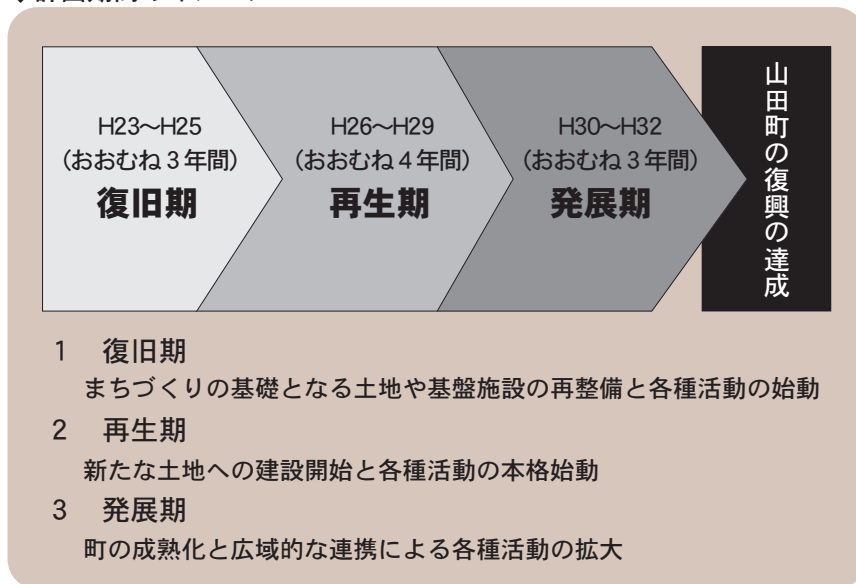 H23〜H25
（おおむね３年間）
復旧期
H26〜H29
（おおむね４年間）
再生期
H30〜H32
（おおむね３年間）
発展期
山田町の復興の達成
1　復旧期
まちづくりの基礎となる土地や基盤施設の再整備と各種活動の始動
2　再生期
新たな土地への建設開始と各種活動の本格始動
3　発展期
町の成熟化と広域的な連携による各種活動の拡大